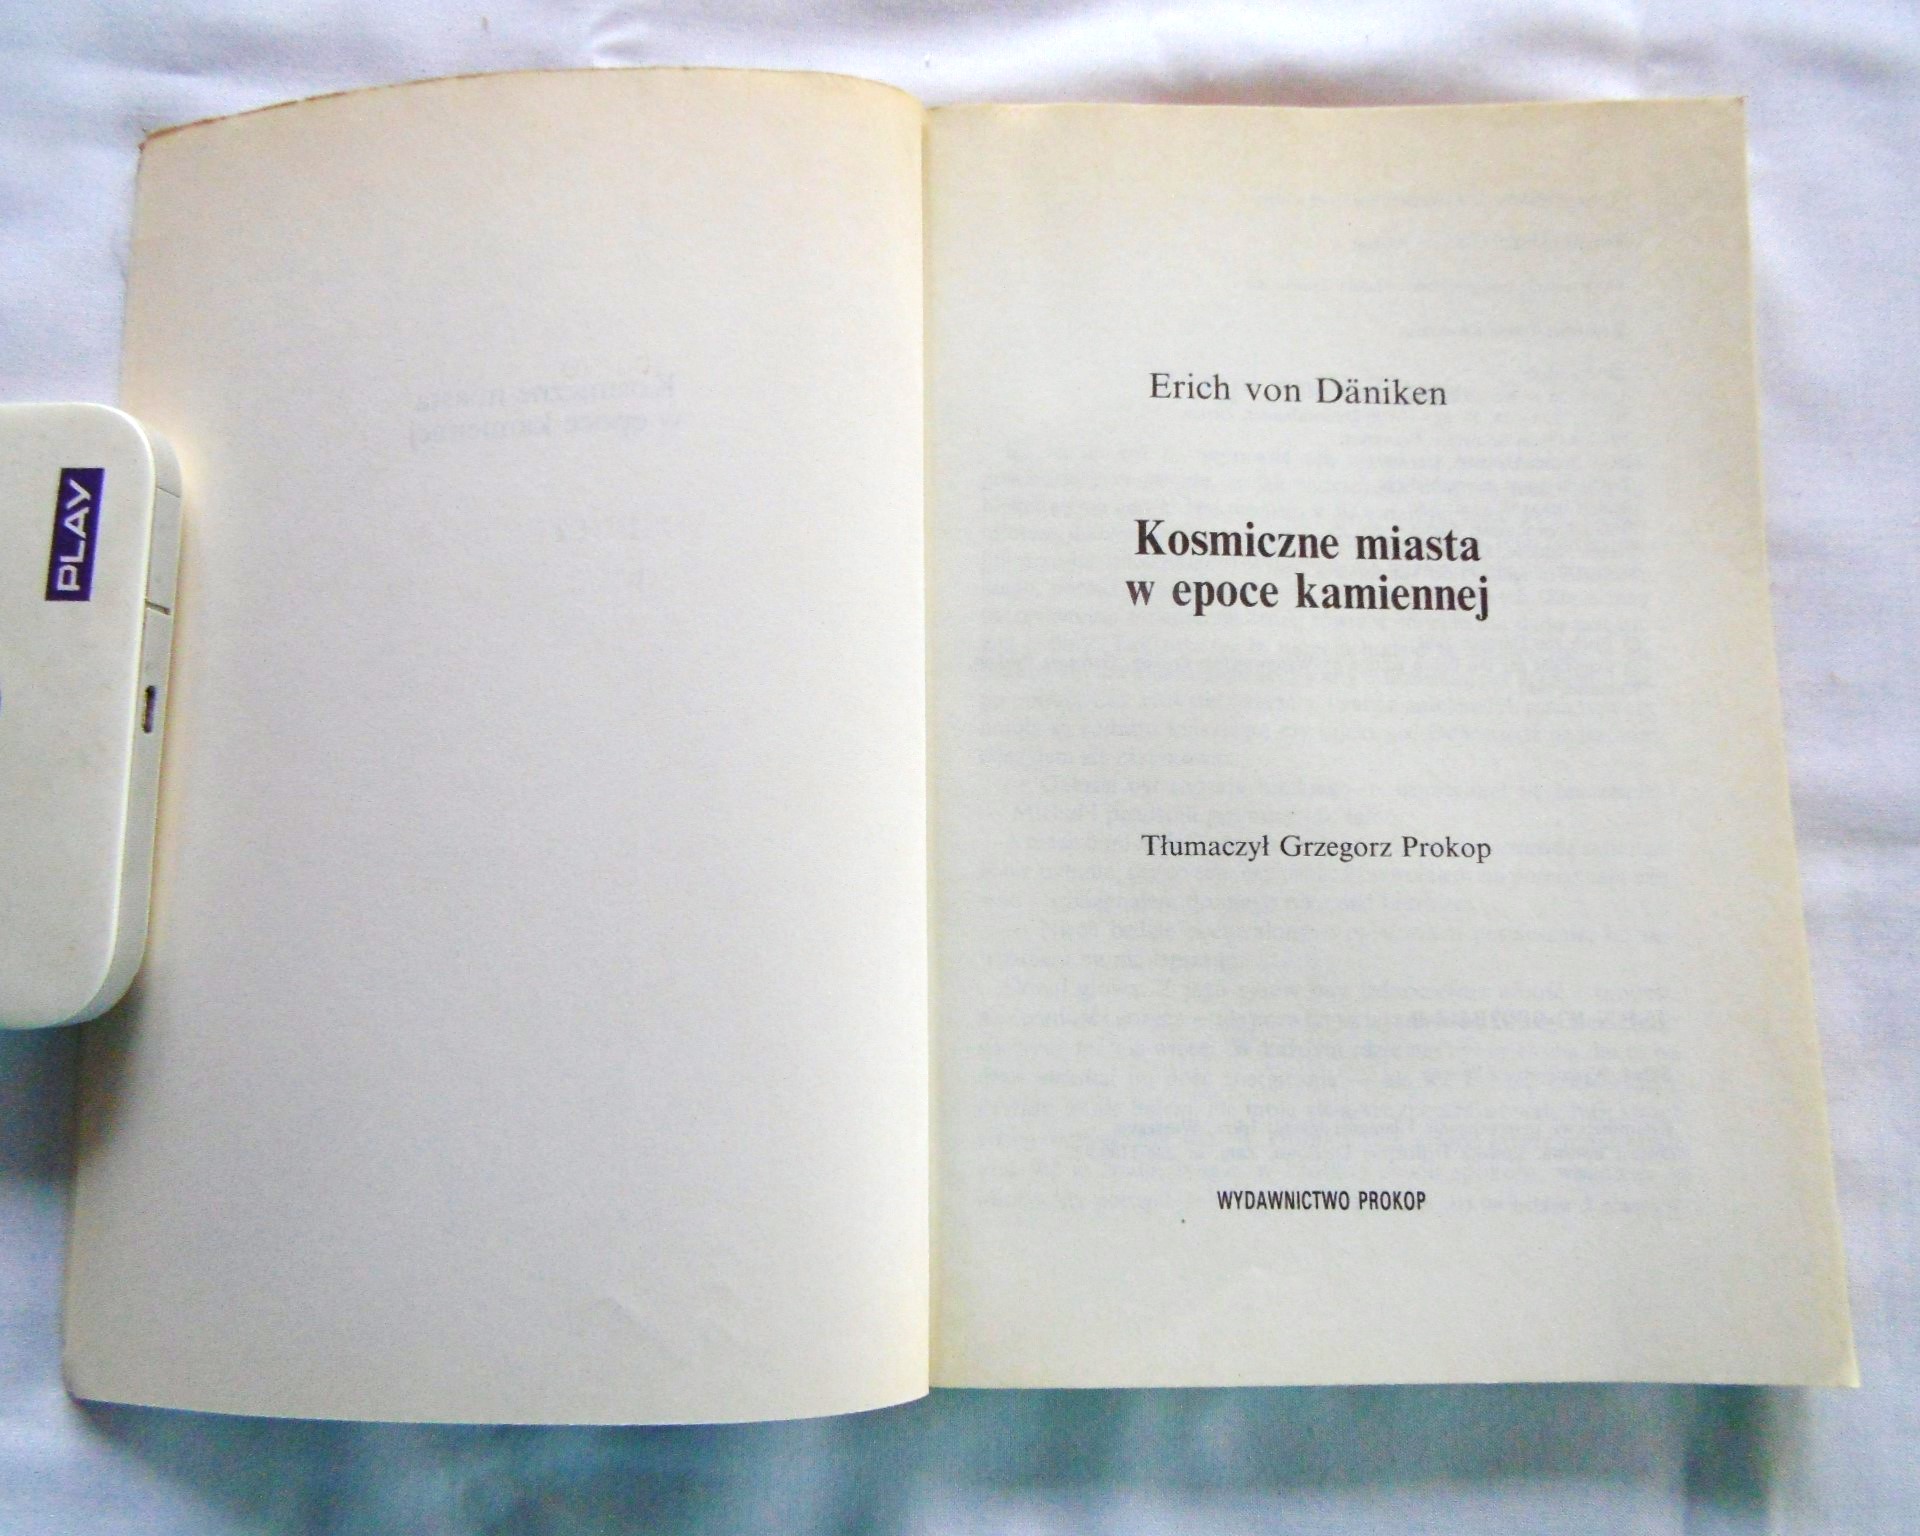 PLAY
Erich von Däniken
Kosmiczne miasta
w epoce kamiennej
Tłumaczył Grzegorz Prokop
WYDAWNICTWO PROKOP